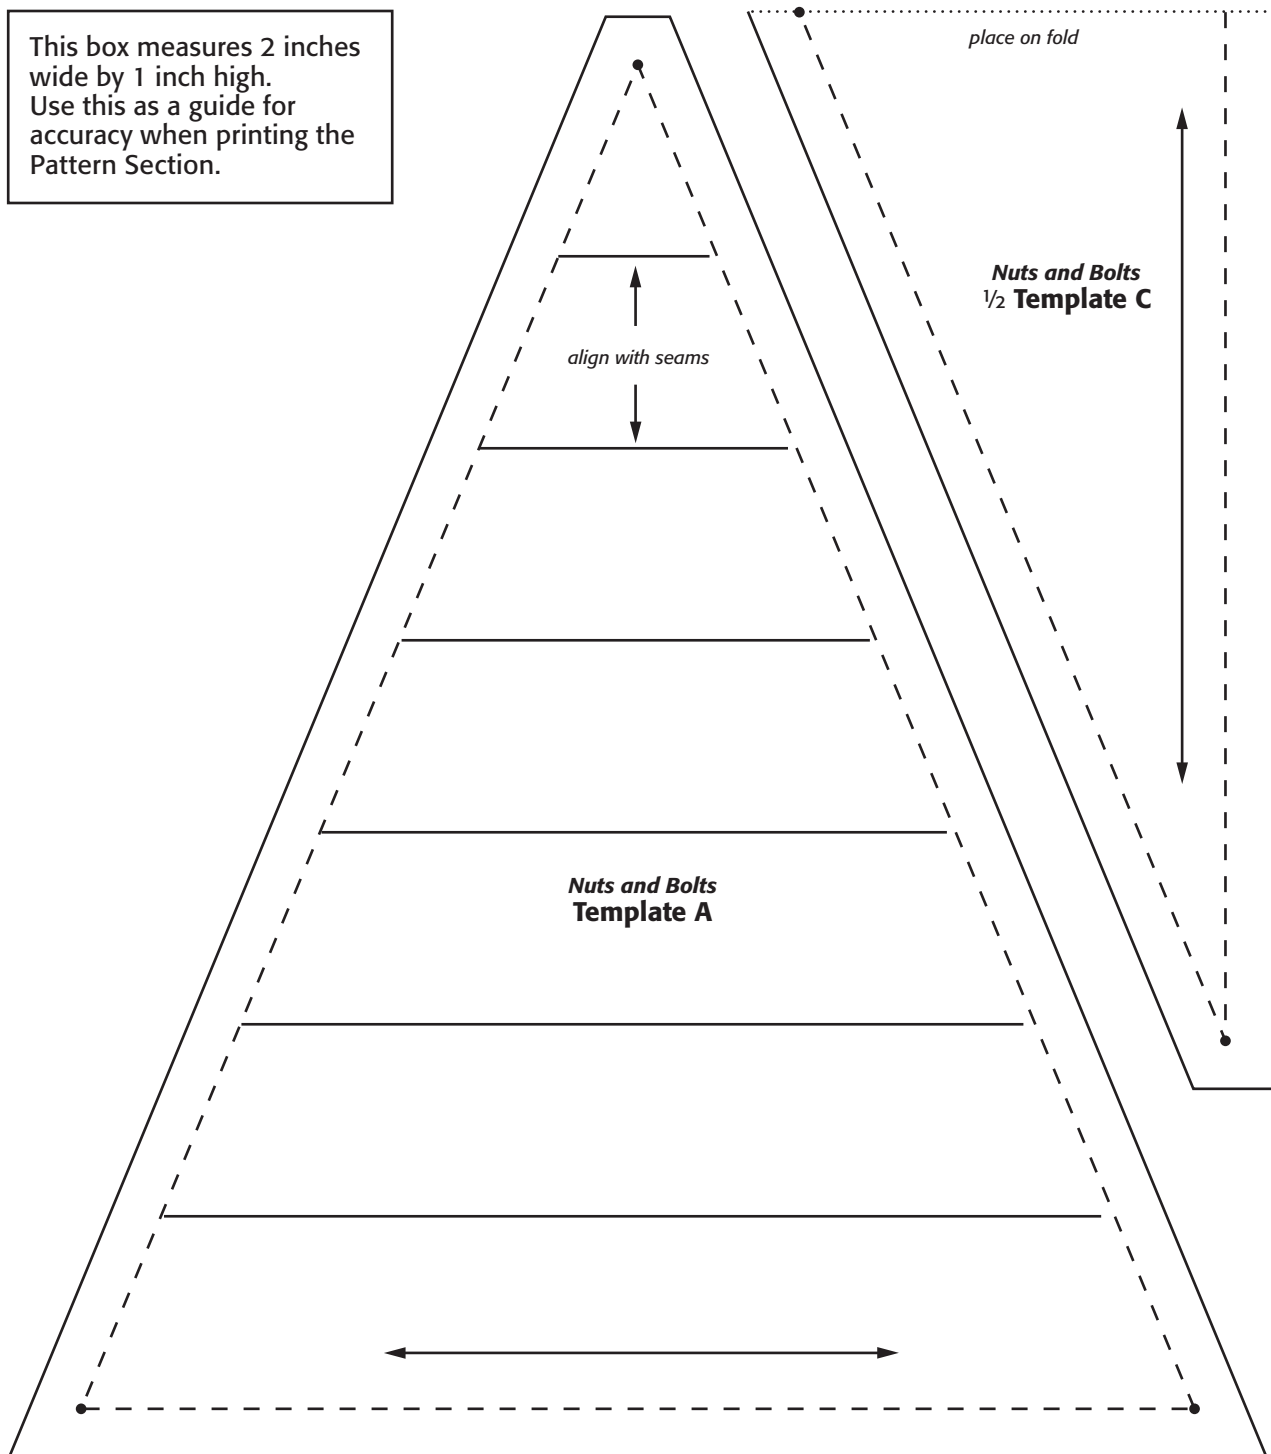 This box measures 2 inches
wide by 1 inch high.
Use this as a guide for
accuracy when printing the
Pattern Section.
place on fold
Nuts and Bolts
½ Template C
align with seams
Nuts and Bolts
Template A